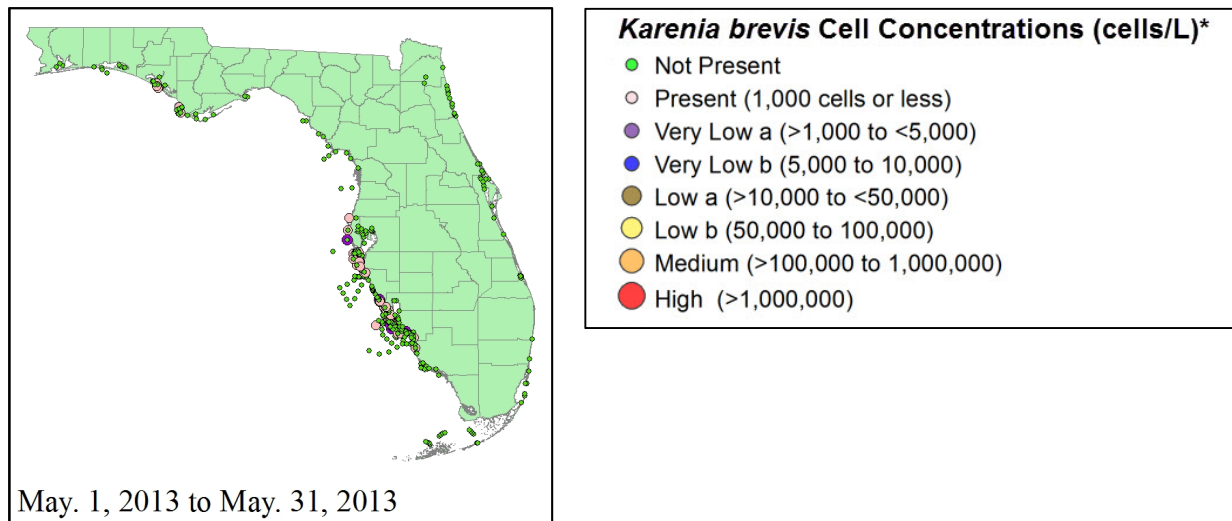 May. 1, 2013 to May. 31, 2013
Karenia brevis Cell Concentrations (cells/L)*
Not Present
Present (1,000 cells or less)
Very Low a (>1,000 to <5,000)
Very Low b (5,000 to 10,000)
Low a (>10,000 to <50,000)
Low b (50,000 to 100,000)
Medium (>100,000 to 1,000,000)
High (>1,000,000)